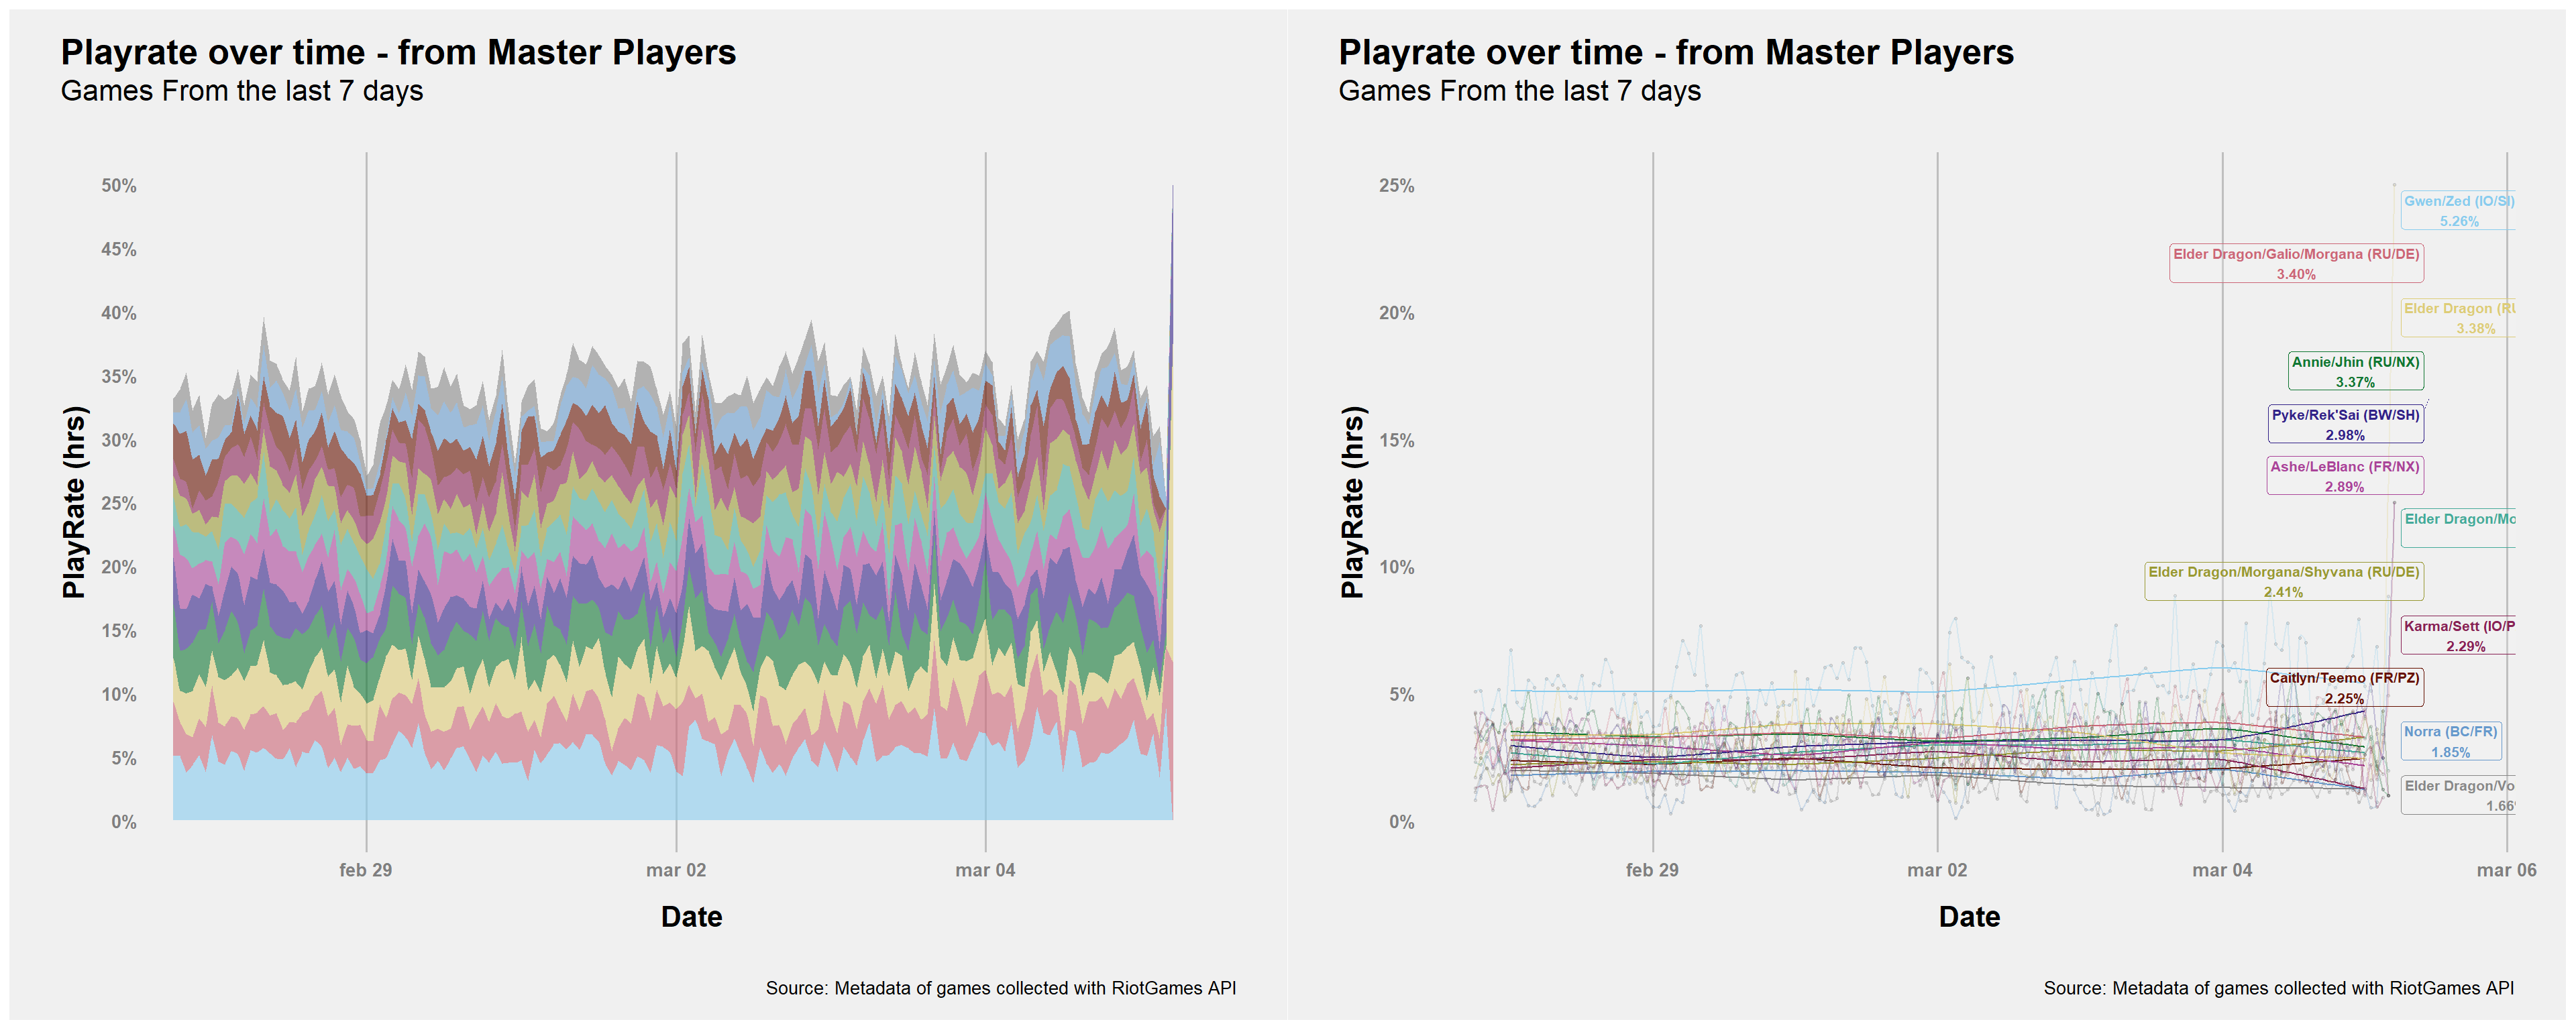 Playrate over time - from Master Players
Games From the last 7 days
50%
45%
40%
35%
30%
25%
20%
15%
10%
5%
0%
PlayRate (hrs)
feb 29
mar 02
mar 04
Date
Source: Metadata of games collected with RiotGames API
Playrate over time - from Master Players
Games From the last 7 days
25%
20%
15%
10%
5%
0%
PlayRate (hrs)
Gwen/Zed (IO/SI)
5.26%
Elder Dragon/Galio/Morgana (RU/DE)
3.40%
Elder Dragon (RU
3.38%
Annie/Jhin (RU/NX)
3.37%
Pyke/Rek'Sai (BW/SH)
2.98%
Ashe/LeBlanc (FR/NX)
2.89%
Elder Dragon/Mo
Elder Dragon/Morgana/Shyvana (RU/DE)
2.41%
Karma/Sett (IO/P
2.29%
Caitlyn/Teemo (FR/PZ)
2.25%
Norra (BC/FR)
1.85%
Elder Dragon/Vo
1.66
feb 29
mar 02
mar 04
mar 06
Date
Source: Metadata of games collected with RiotGames API